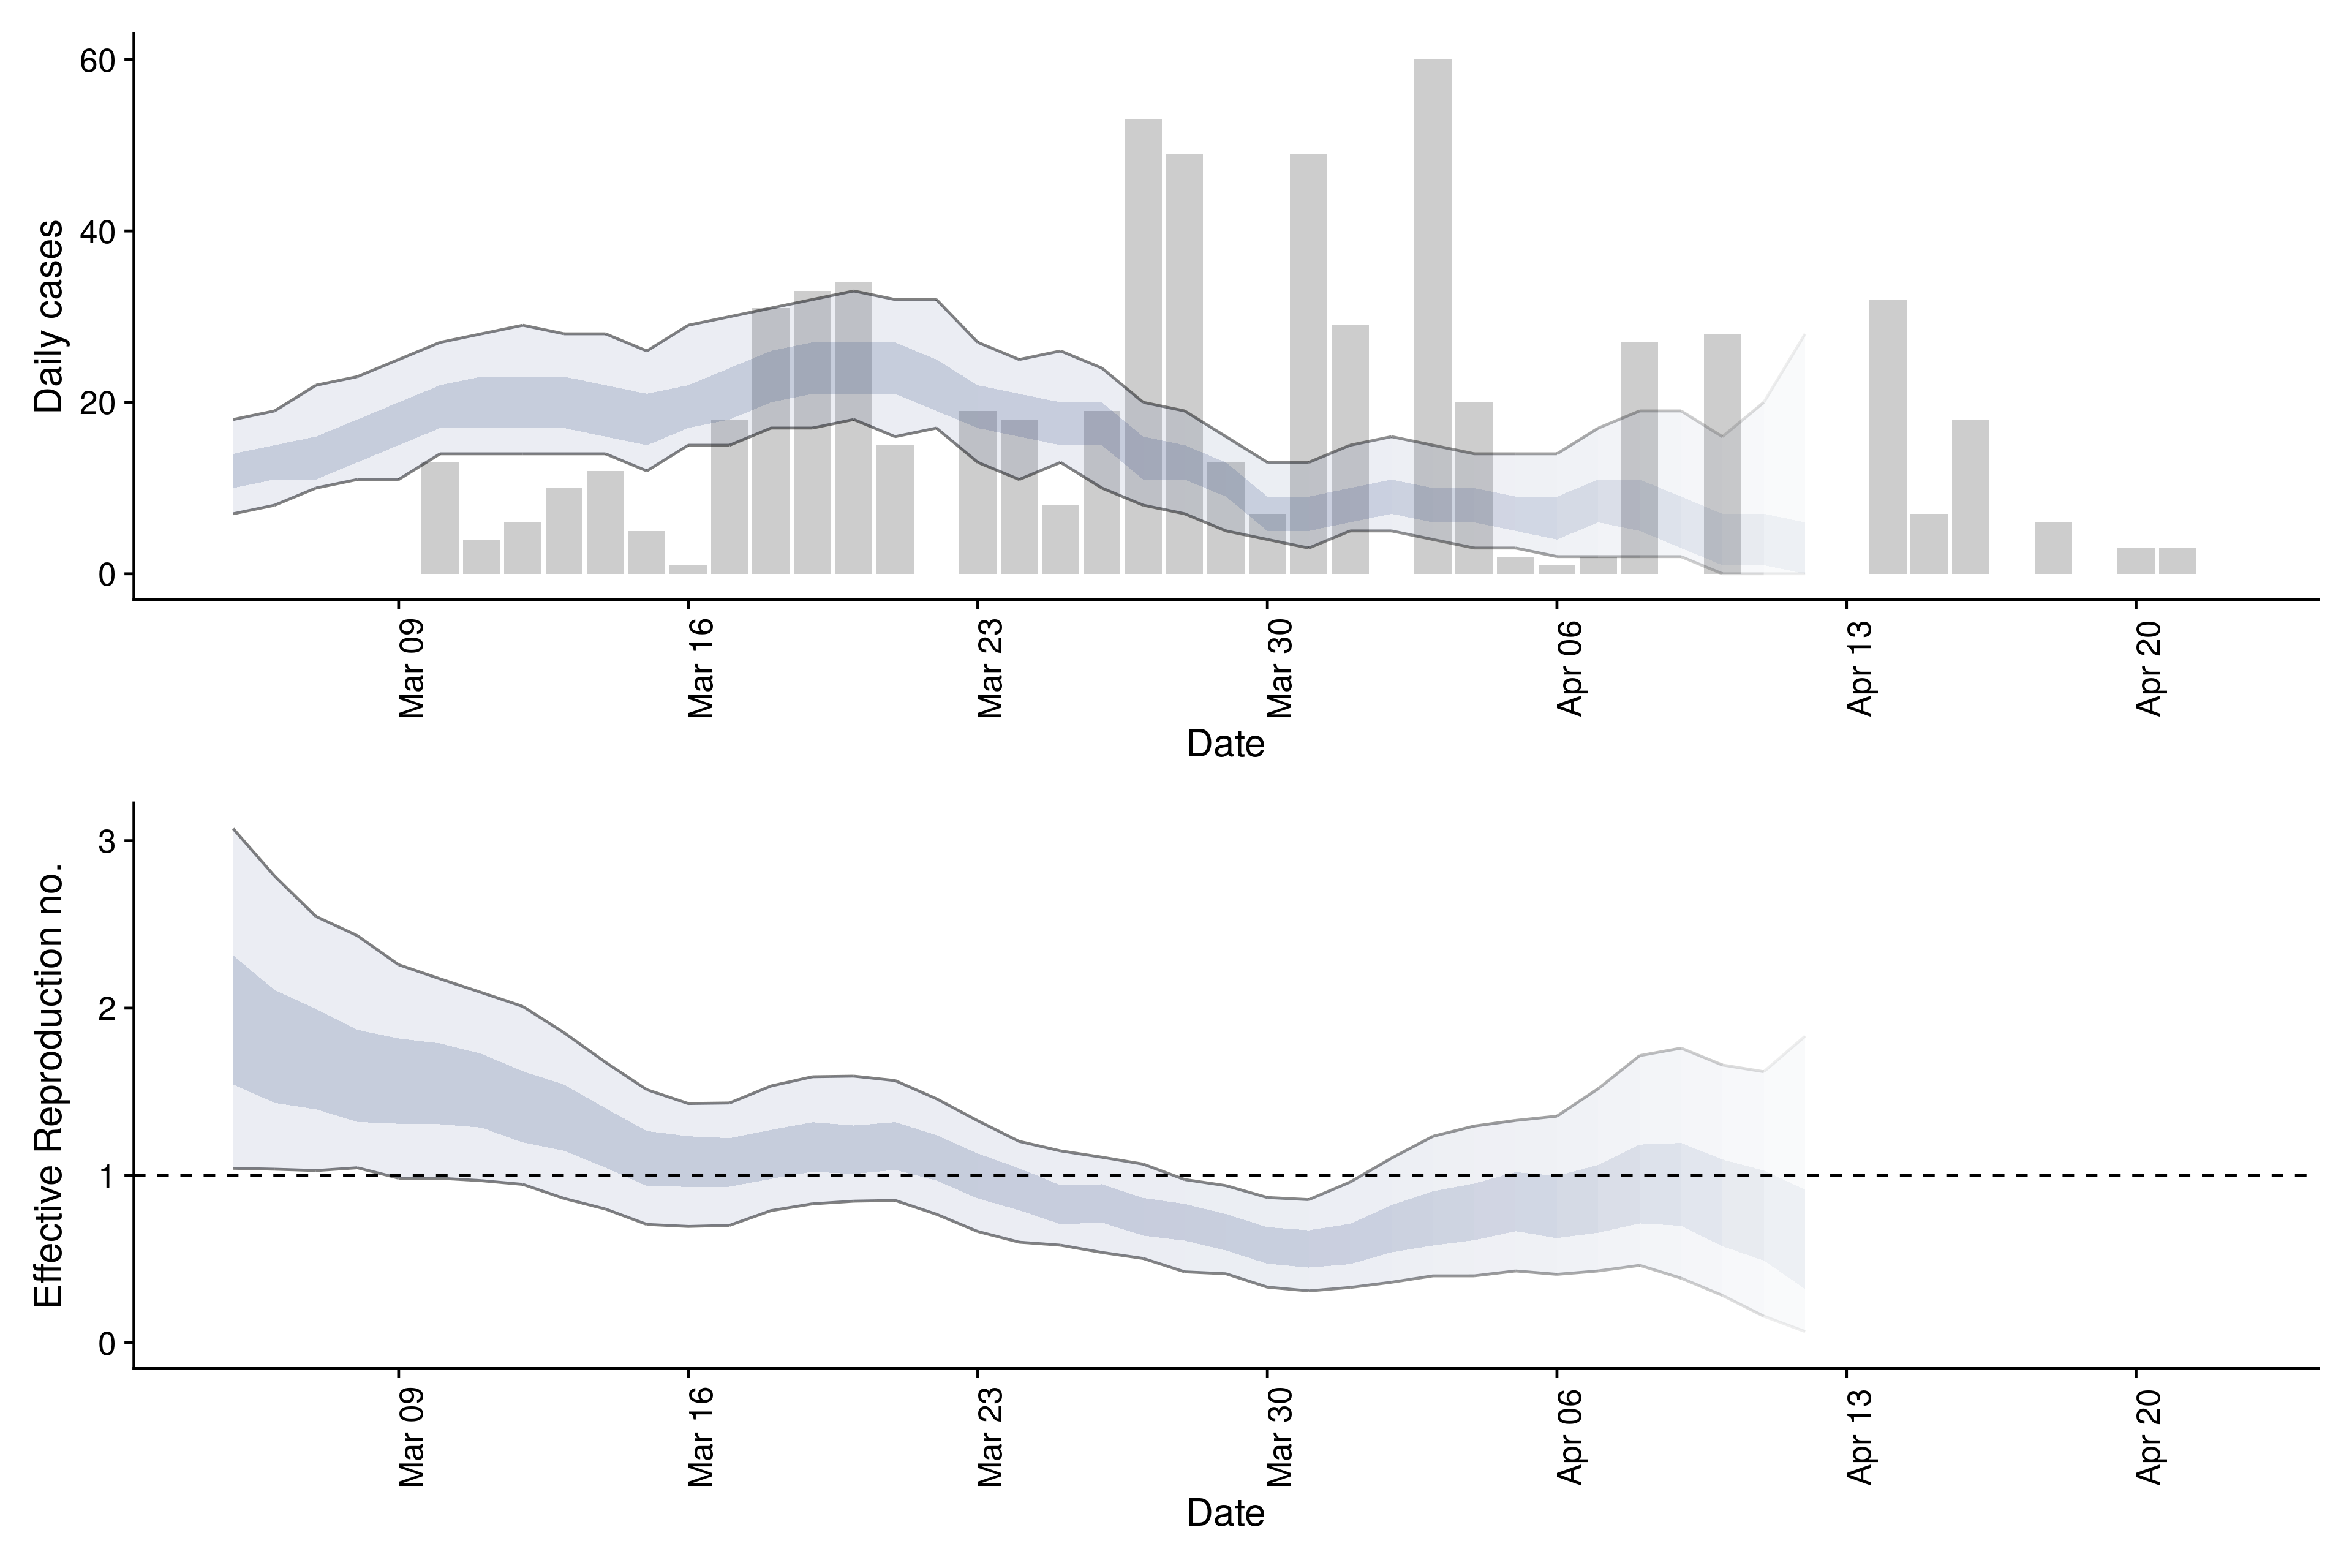 Daily cases
60
40
20
0
Mar 09
Mar 16
Mar 23
Mar 30
Apr 06
Apr 13
Apr 20
Date
Effective Reproduction no.
3
2
1
0
Mar 09
Mar 16
Mar 23
Mar 30
Apr 06
Apr 13
Apr 20
Date